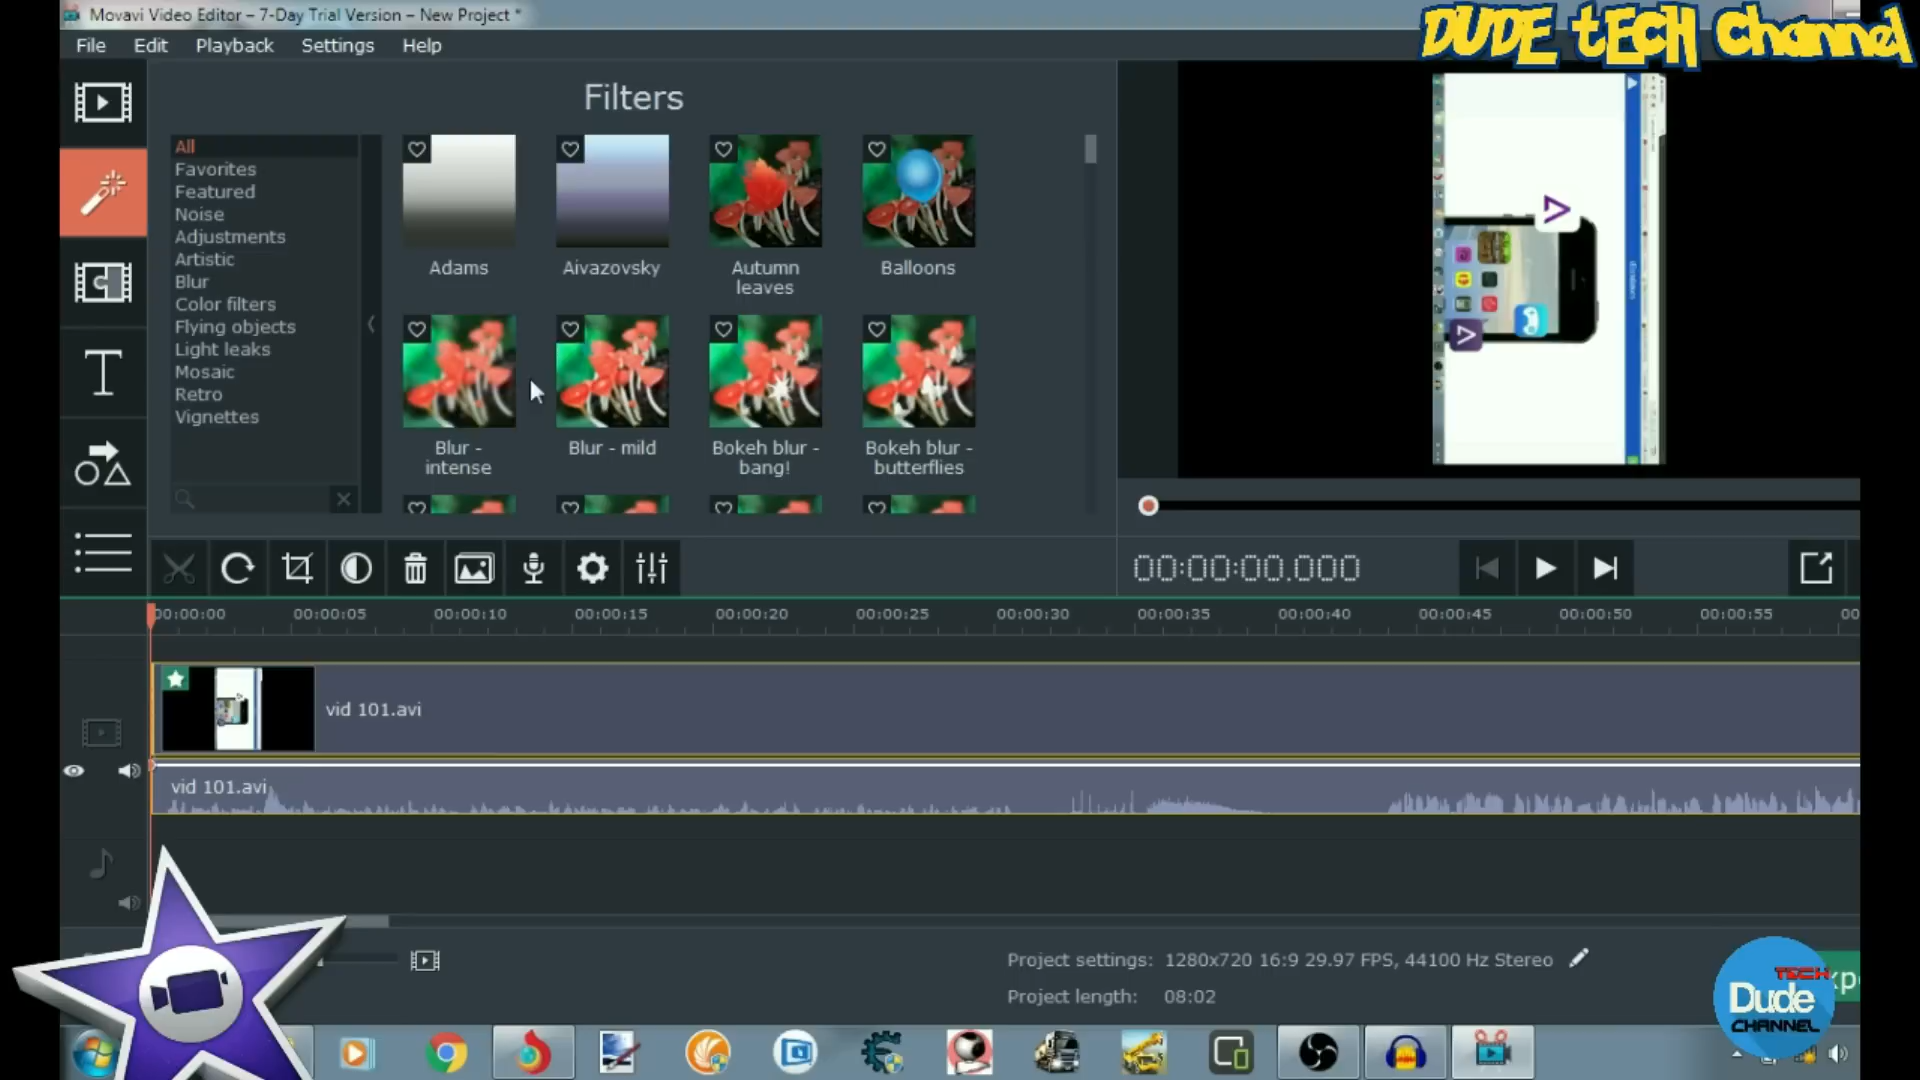 Movavi Video Editor – 7-Day Trial Version – New Project *
DUDE tECH Channel
File Edit Playback Settings Help
Filters
All
Favorites
Featured
Noise
Adjustments
Artistic
Blur
Color filters
Flying objects
Light leaks
Mosaic
Retro
Vignettes
Adams
Aivazovsky
Autumn
leaves
Balloons
Blur -
intense
Blur - mild
Bokeh blur -
bang!
Bokeh blur -
butterflies
00:00:00.000
00:00:00 00:00:05 00:00:10 00:00:15 00:00:20 00:00:25 00:00:30 00:00:35 00:00:40 00:00:45 00:00:50 00:00:55 00
vid 101.avi
vid 101.avi
Project settings: 1280x720 16:9 29.97 FPS, 44100 Hz Stereo
Project length: 08:02
xp
TECH
Dude
CHANNEL